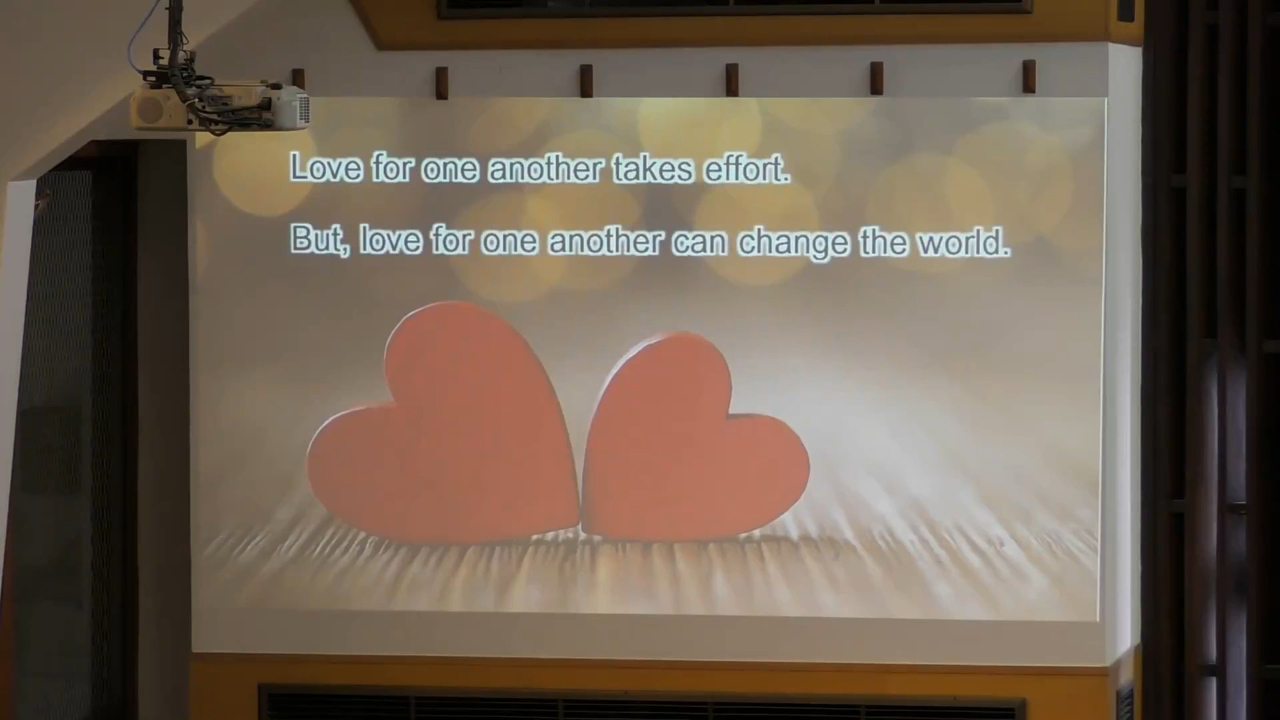 Love for one another takes effort.
But, love for one another can change the world.